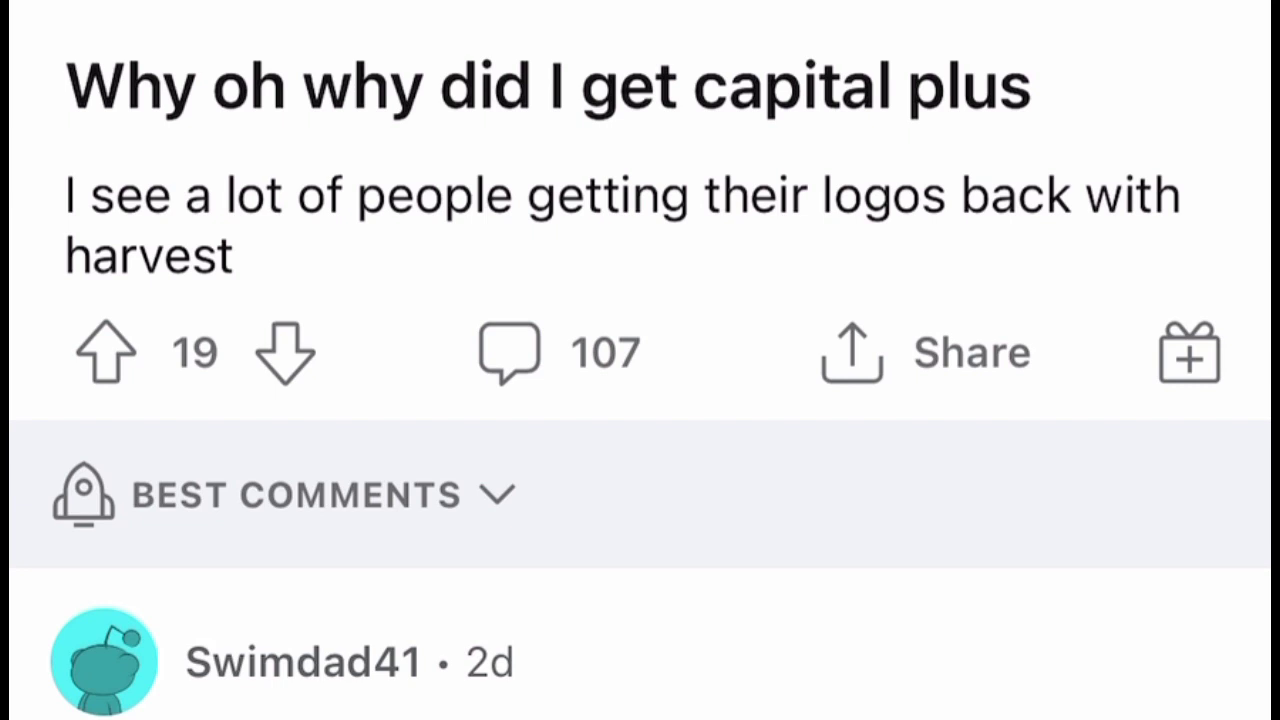 Why oh why did I get capital plus
I see a lot of people getting their logos back with
harvest
19 107 Share
BEST COMMENTS
Swimdad41 • 2d